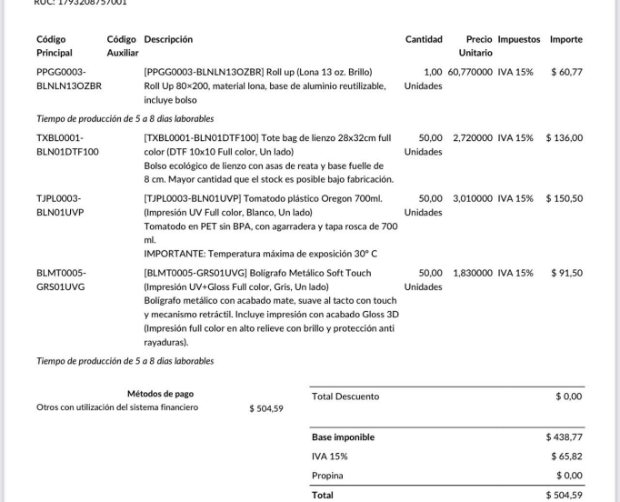 RUC: 1793208757001
Código Principal Código Auxiliar Descripción Cantidad Precio Unitario Impuestos Importe
PPGG0003- [PPGG0003-BLNLN13OZBR] Roll up (Lona 13 oz. Brillo) 1,00 60,770000 IVA 15% $ 60,77
BLNLN13OZBR Roll Up 80×200, material lona, base de aluminio reutilizable, Unidades
incluye bolso
Tiempo de producción de 5 a 8 dias laborables
TXBL0001- [TXBL0001-BLN01DTF100] Tote bag de lienzo 28x32cm full 50,00 2,720000 IVA 15% $ 136,00
BLN01DTF100 color (DTF 10x10 Full color, Un lado) Unidades
Bolso ecológico de lienzo con asas de reata y base fuelle de
8 cm. Mayor cantidad que el stock es posible bajo fabricación.
TJPL0003- [TJPL0003-BLN01UVP] Tomatodo plástico Oregon 700ml. 50,00 3,010000 IVA 15% $ 150,50
BLN01UVP (Impresión UV Full color, Blanco, Un lado) Unidades
Tomatodo en PET sin BPA, con agarradera y tapa rosca de 700
ml.
IMPORTANTE: Temperatura máxima de exposición 30° C
BLMT0005- [BLMT0005-GRS01UVG] Bolígrafo Metálico Soft Touch 50,00 1,830000 IVA 15% $ 91,50
GRS01UVG (Impresión UV+Gloss Full color, Gris, Un lado) Unidades
Bolígrafo metálico con acabado mate, suave al tacto con touch
y mecanismo retráctil. Incluye impresión con acabado Gloss 3D
(Impresión full color en alto relieve con brillo y protección anti
rayaduras).
Tiempo de producción de 5 a 8 dias laborables
Métodos de pago
Otros con utilización del sistema financiero $ 504,59
Total Descuento $ 0,00
Base imponible $ 438,77
IVA 15% $ 65,82
Propina $ 0,00
Total $ 504,59